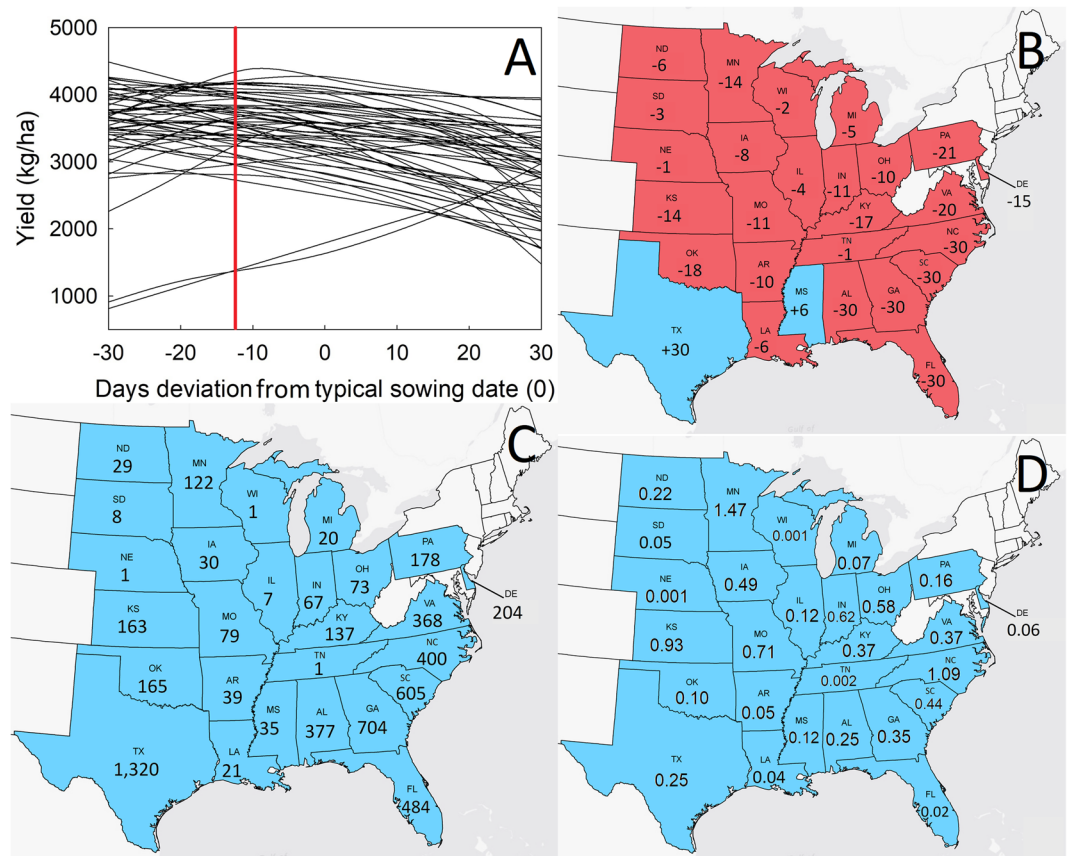 A
5000
4000
3000
2000
1000
Yield (kg/ha)
-30 -20 -10 0 10 20 30
Days deviation from typical sowing date (0)
B
ND
-6
MN
-14
SD
-3
WI
-2
MI
-5
NE
-1
IA
-8
PA
-21
IL
-4
IN
-11
OH
-10
DE
-15
KS
-14
MO
-11
KY
-17
VA
-20
TN
-1
NC
-30
OK
-18
AR
-10
SC
-30
MS
+6
AL
-30
GA
-30
TX
+30
LA
-6
FL
-30
C
ND
29
MN
122
SD
8
WI
1
MI
20
NE
1
IA
30
PA
178
IL
7
IN
67
OH
73
DE
204
KS
163
MO
79
KY
137
VA
368
TN
1
NC
400
OK
165
AR
39
SC
605
MS
35
AL
377
GA
704
TX
1,320
LA
21
FL
484
D
ND
0.22
MN
1.47
SD
0.05
WI
0.001
MI
0.07
NE
0.001
IA
0.49
PA
0.16
IL
0.12
IN
0.62
OH
0.58
DE
0.06
KS
0.93
MO
0.71
KY
0.37
VA
0.37
TN
0.002
NC
1.09
OK
0.10
AR
0.05
SC
0.44
MS
0.12
AL
0.25
GA
0.35
TX
0.25
LA
0.04
FL
0.02